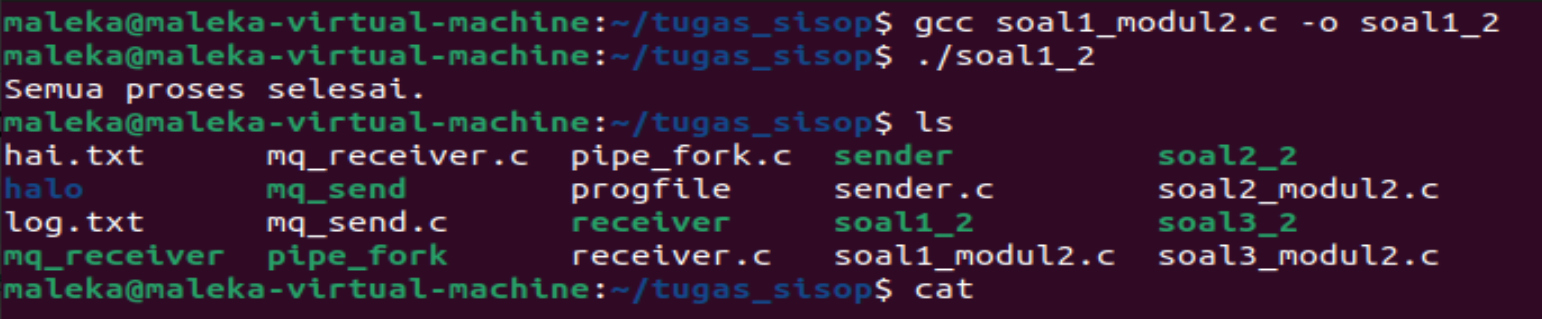 maleka@maleka-virtual-machine:~/tugas_sisop$ gcc soal1_modul2.c -o soal1_2
maleka@maleka-virtual-machine:~/tugas_sisop$ ./soal1_2
Semua proses selesai.
maleka@maleka-virtual-machine:~/tugas_sisop$ ls
hai.txt      mq_receiver.c  pipe_fork.c  sender          soal2_2
halo         mq_send        progfile     sender.c        soal2_modul2.c
log.txt      mq_send.c      receiver     soal1_2         soal3_2
mq_receiver  pipe_fork      receiver.c   soal1_modul2.c  soal3_modul2.c
maleka@maleka-virtual-machine:~/tugas_sisop$ cat